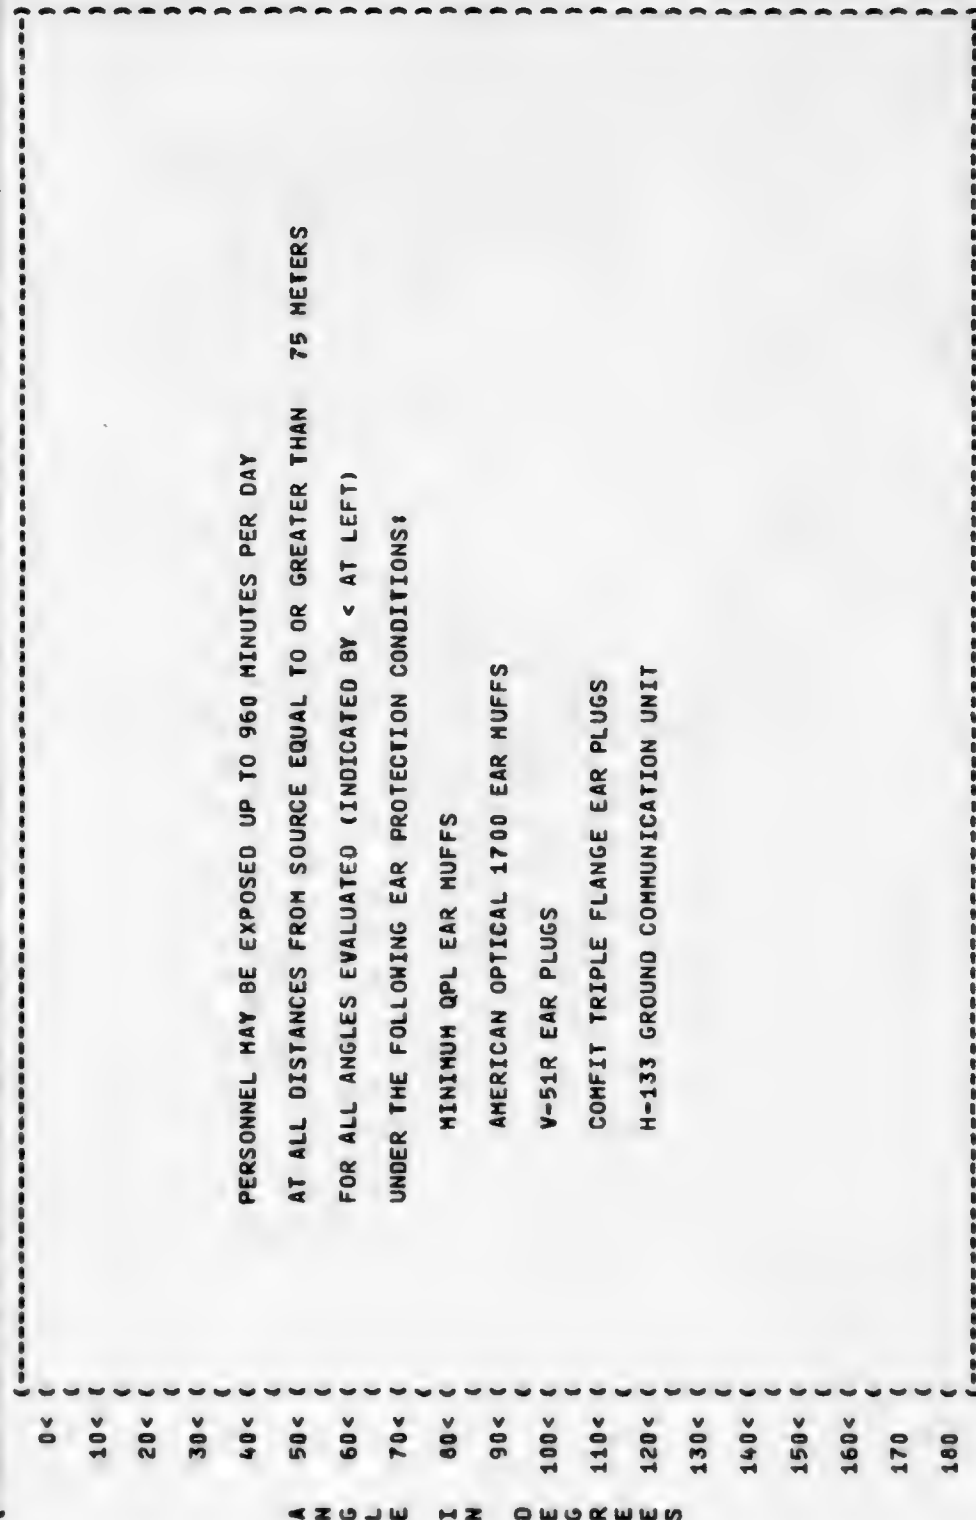 0<
10<
20<
30<
40< PERSONNEL MAY BE EXPOSED UP TO 960 MINUTES PER DAY
50< AT ALL DISTANCES FROM SOURCE EQUAL TO OR GREATER THAN 75 METERS
60< FOR ALL ANGLES EVALUATED (INDICATED BY < AT LEFT)
70< UNDER THE FOLLOWING EAR PROTECTION CONDITIONS:
80< MINIMUM QPL EAR MUFFS
90< AMERICAN OPTICAL 1700 EAR MUFFS
100< V-51R EAR PLUGS
110< COMFIT TRIPLE FLANGE EAR PLUGS
120< H-133 GROUND COMMUNICATION UNIT
130<
140<
150<
160<
170
180
ANGLE IN DEGREES